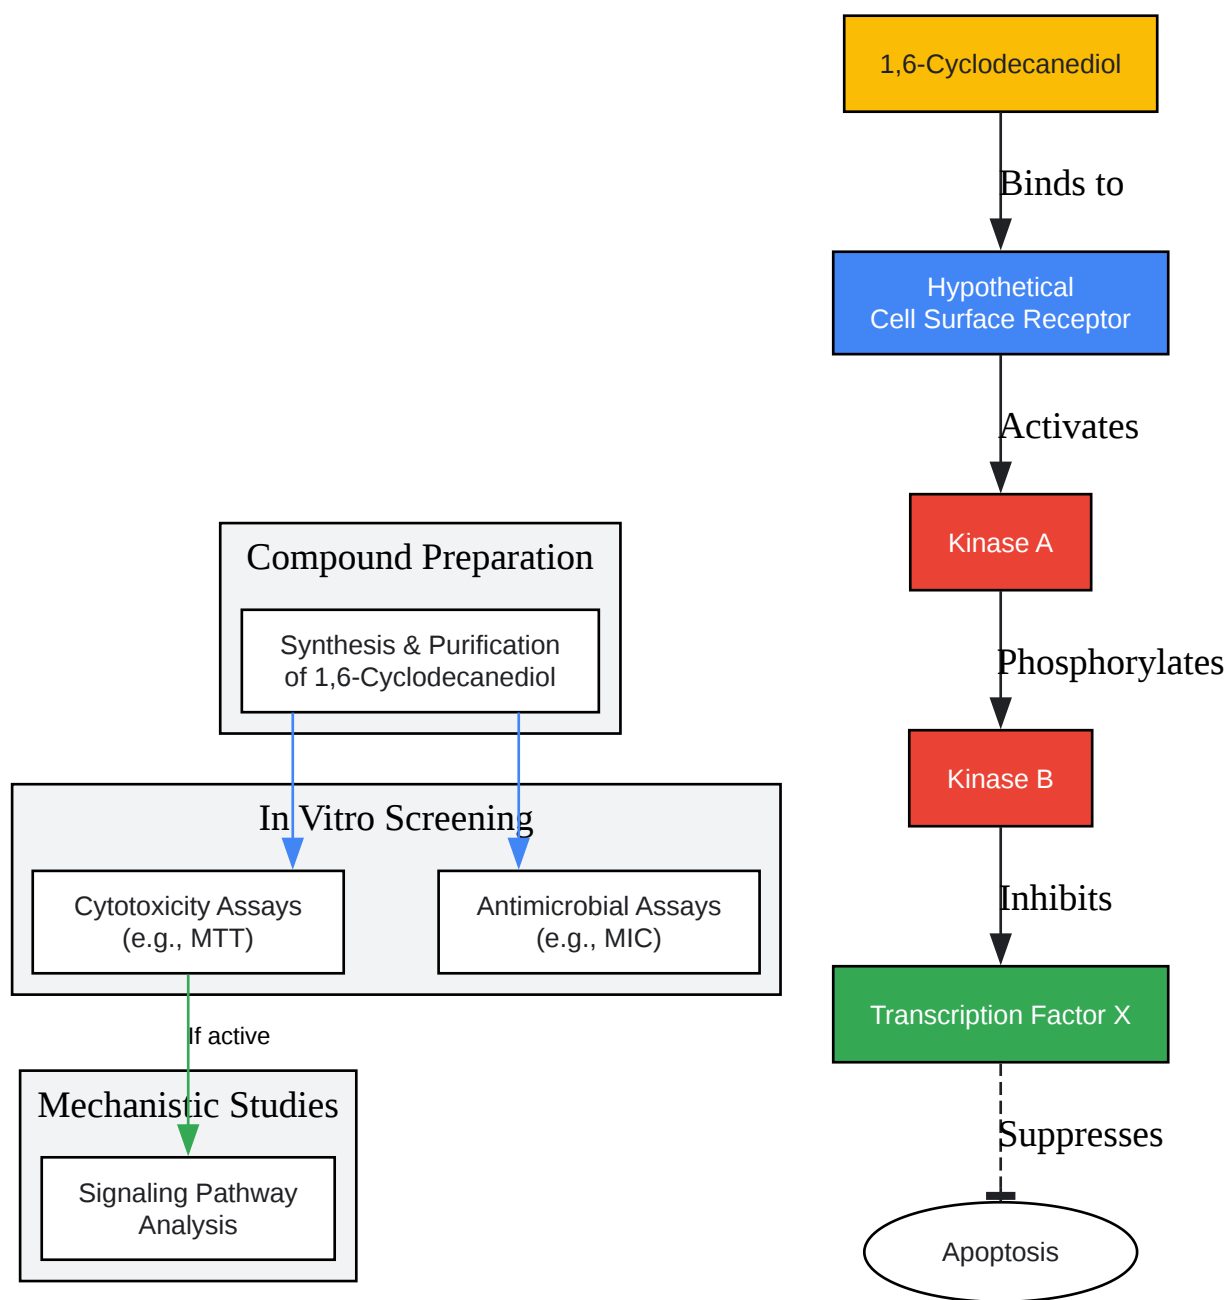 1,6-Cyclodecanediol
Binds to
Hypothetical
Cell Surface Receptor
Activates
Kinase A
Phosphorylates
Kinase B
Inhibits
Transcription Factor X
Suppresses
Apoptosis
Compound Preparation
Synthesis & Purification
of 1,6-Cyclodecanediol
In Vitro Screening
Cytotoxicity Assays
(e.g., MTT)
Antimicrobial Assays
(e.g., MIC)
If active
Mechanistic Studies
Signaling Pathway
Analysis